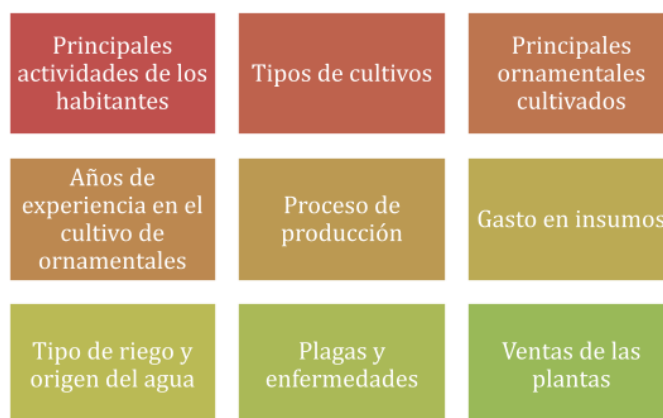 Principales
actividades de los
habitantes
Tipos de cultivos
Principales
ornamentales
cultivados
Años de
experiencia en el
cultivo de
ornamentales
Proceso de
producción
Gasto en insumos
Tipo de riego y
origen del agua
Plagas y
enfermedades
Ventas de las
plantas